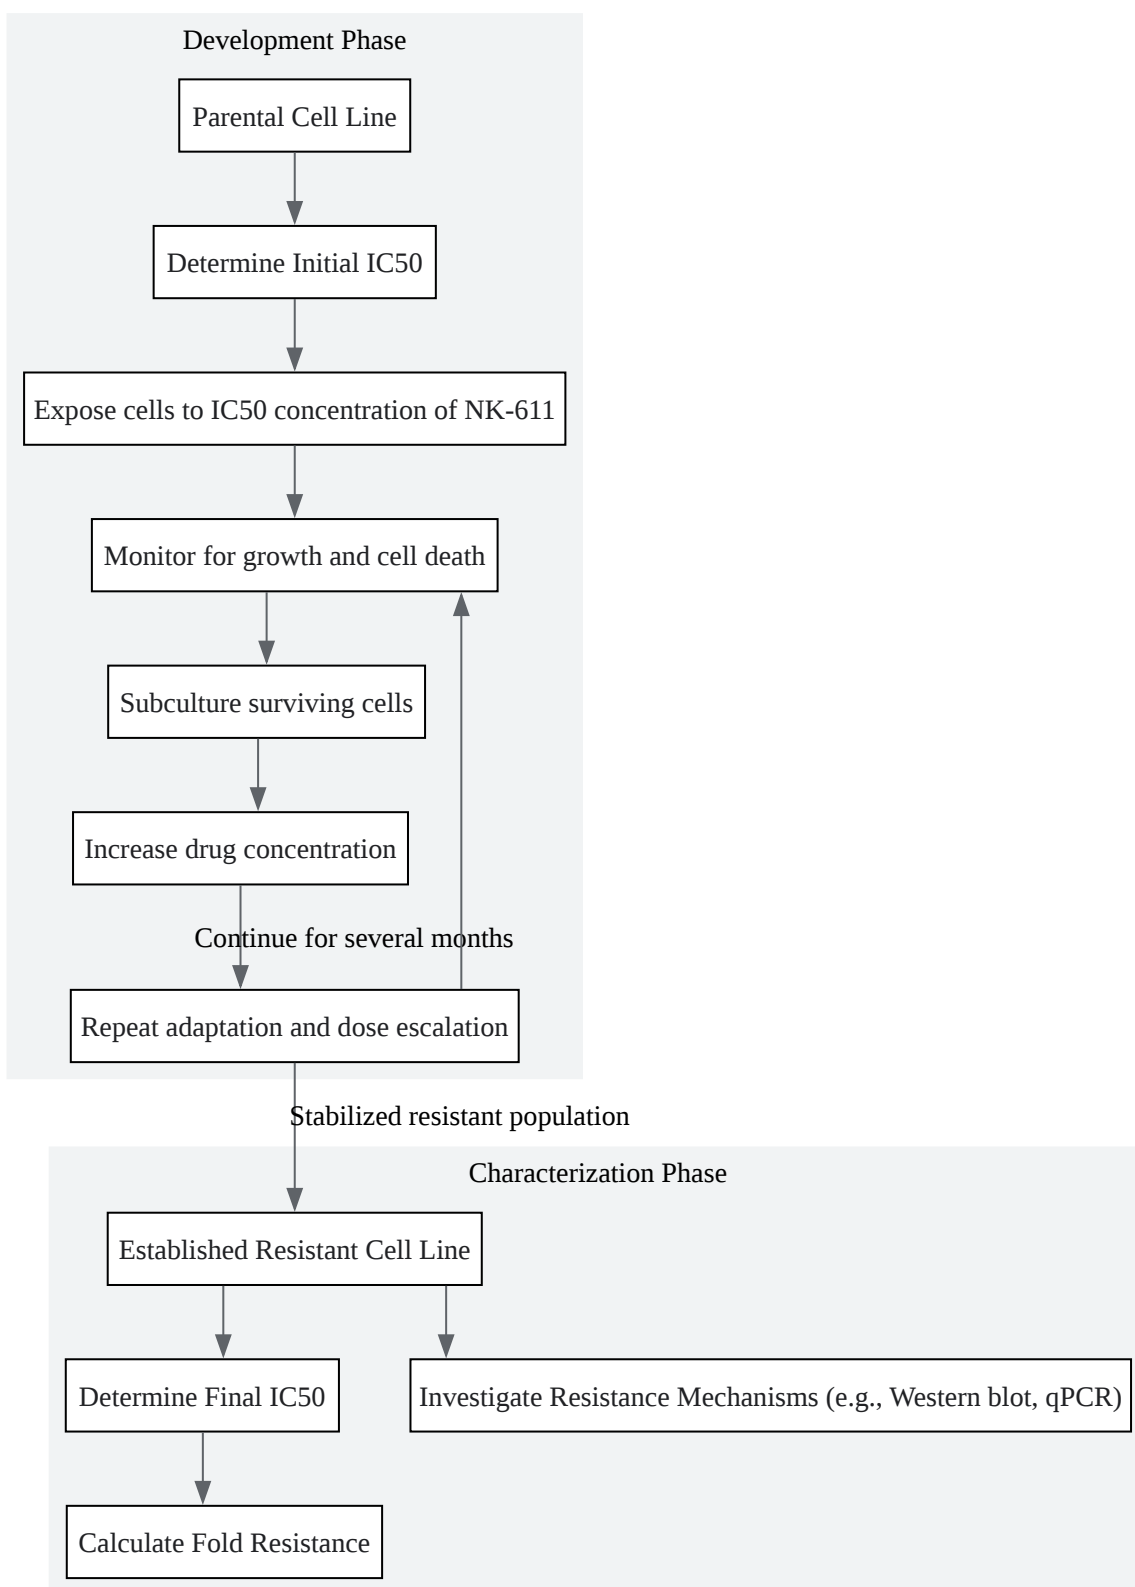 Development Phase
Parental Cell Line
Determine Initial IC50
Expose cells to IC50 concentration of NK-611
Monitor for growth and cell death
Subculture surviving cells
Increase drug concentration
Continue for several months
Repeat adaptation and dose escalation
Stabilized resistant population
Characterization Phase
Established Resistant Cell Line
Determine Final IC50
Investigate Resistance Mechanisms (e.g., Western blot, qPCR)
Calculate Fold Resistance